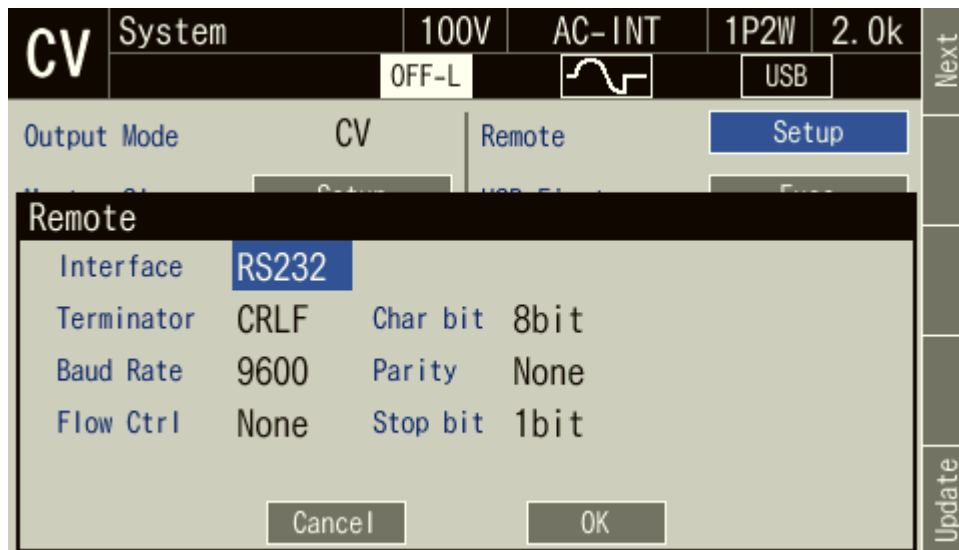 CV System 100V AC-INT 1P2W 2.0k
OFF-L USB
Next
Output Mode CV Remote Setup
Remote
Interface RS232
Terminator CRLF Char bit 8bit
Baud Rate 9600 Parity None
Flow Ctrl None Stop bit 1bit
Cancel OK
Update